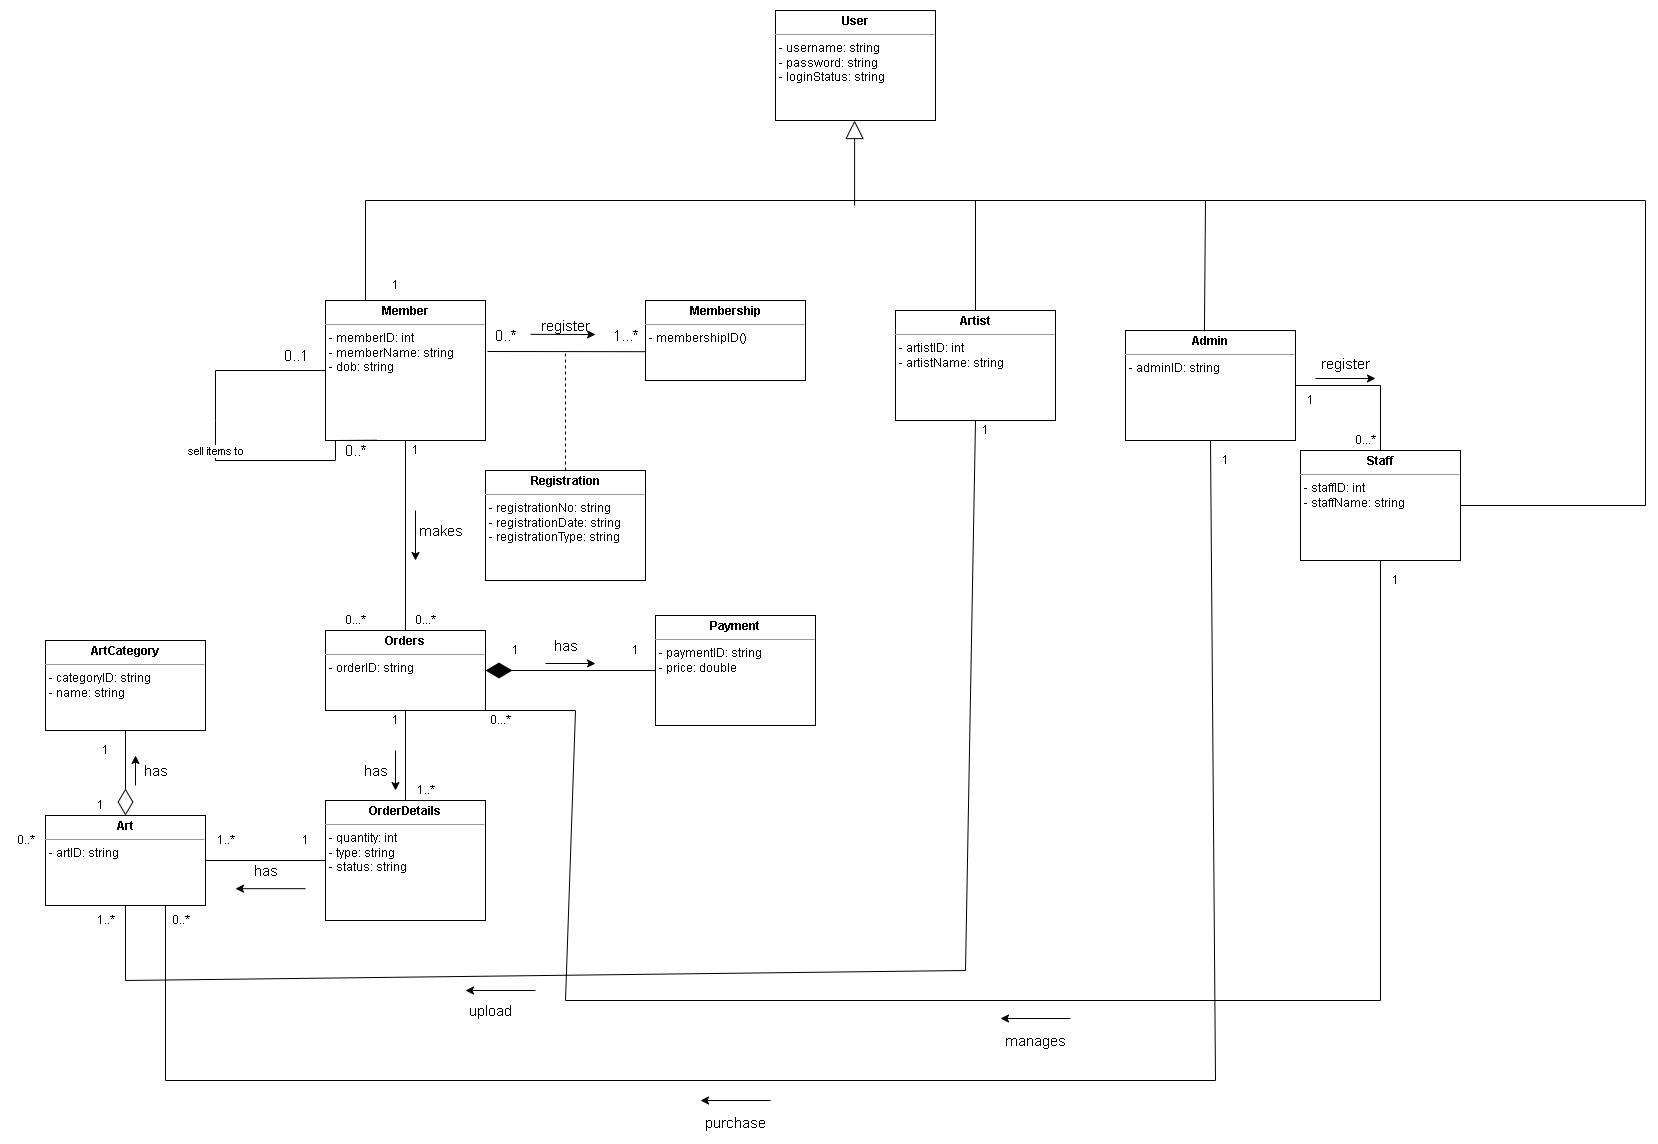 User
- username: string
- password: string
- loginStatus: string
1
Member
- memberID: int
- memberName: string
- dob: string
0..*
register
1...*
Membership
- membershipID()
Artist
- artistID: int
- artistName: string
Admin
- adminID: string
register
1
0...*
0..1
sell items to
0..*
1
1
1
Staff
- staffID: int
- staffName: string
Registration
- registrationNo: string
- registrationDate: string
- registrationType: string
makes
1
0...*
0...*
Orders
- orderID: string
1
has
1
Payment
- paymentID: string
- price: double
ArtCategory
- categoryID: string
- name: string
1
0...*
1
has
has
1..*
1
OrderDetails
- quantity: int
- type: string
- status: string
0..*
Art
- artID: string
1..*
1
has
1..*
0..*
upload
manages
purchase